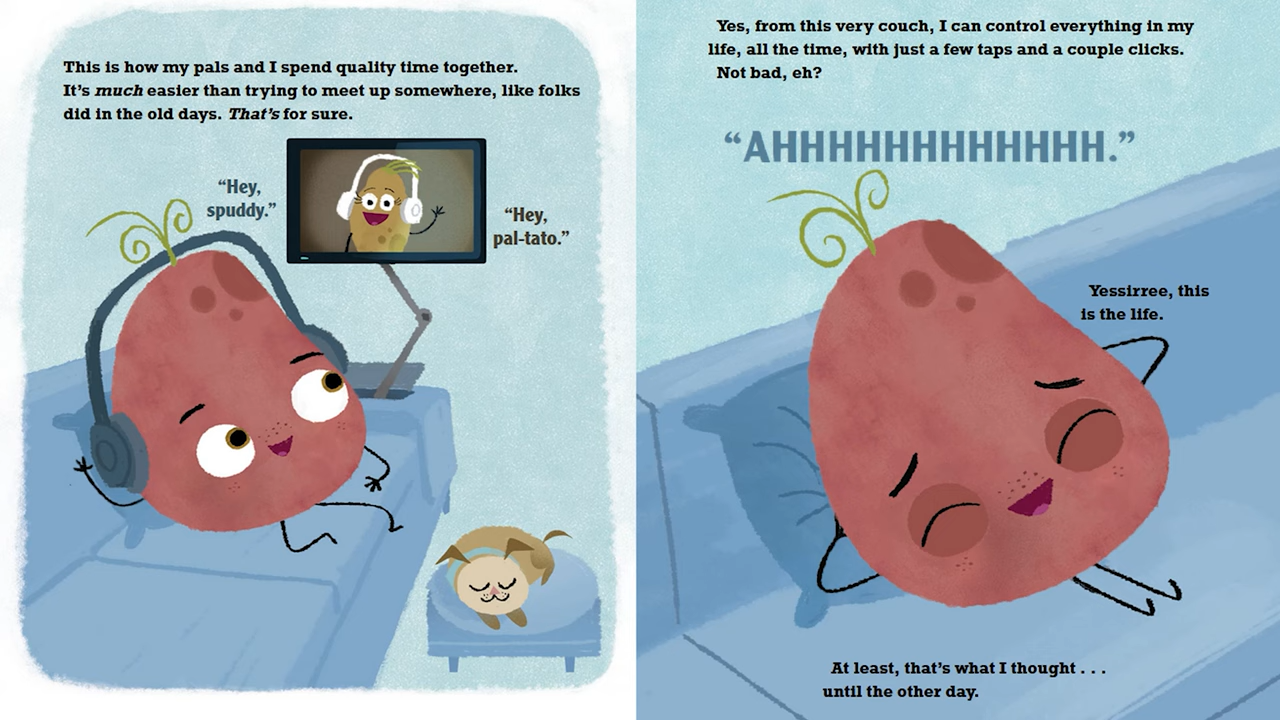 This is how my pals and I spend quality time together.
It’s much easier than trying to meet up somewhere, like folks
did in the old days. That’s for sure.
“Hey,
spuddy.”
“Hey,
pal-tato.”
Yes, from this very couch, I can control everything in my
life, all the time, with just a few taps and a couple clicks.
Not bad, eh?
“AHHHHHHHHHHHHH.”
Yessirree, this
is the life.
At least, that’s what I thought . . .
until the other day.